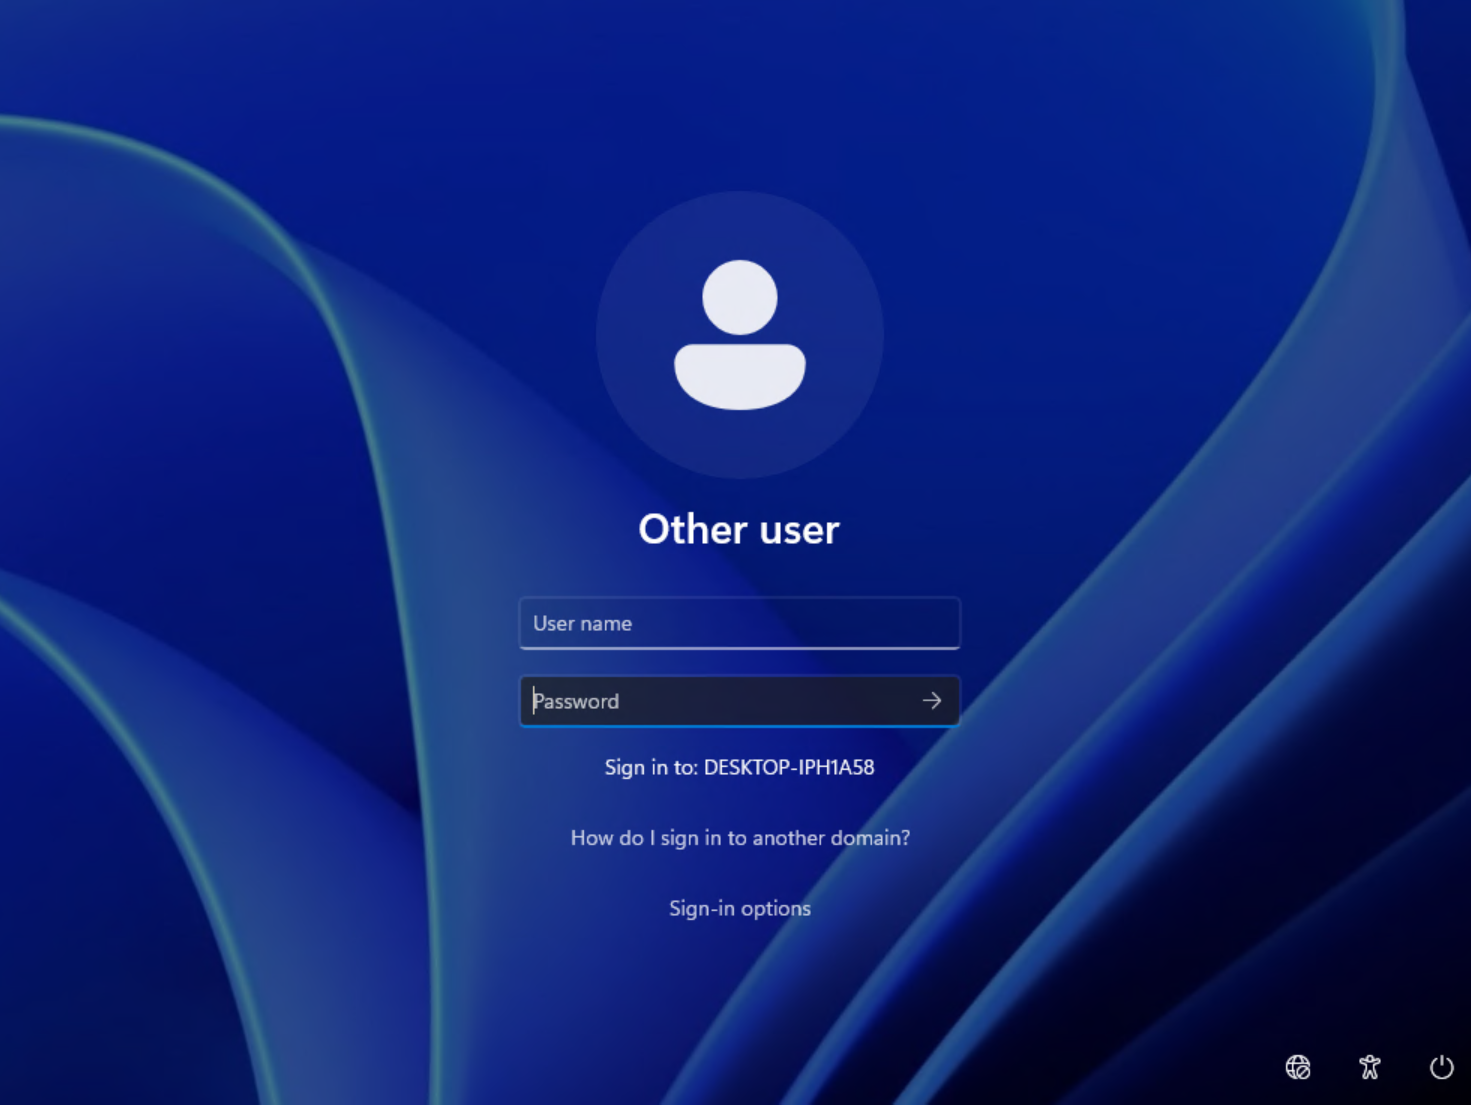 Other user
User name
Password
Sign in to: DESKTOP-IPH1A58
How do I sign in to another domain?
Sign-in options